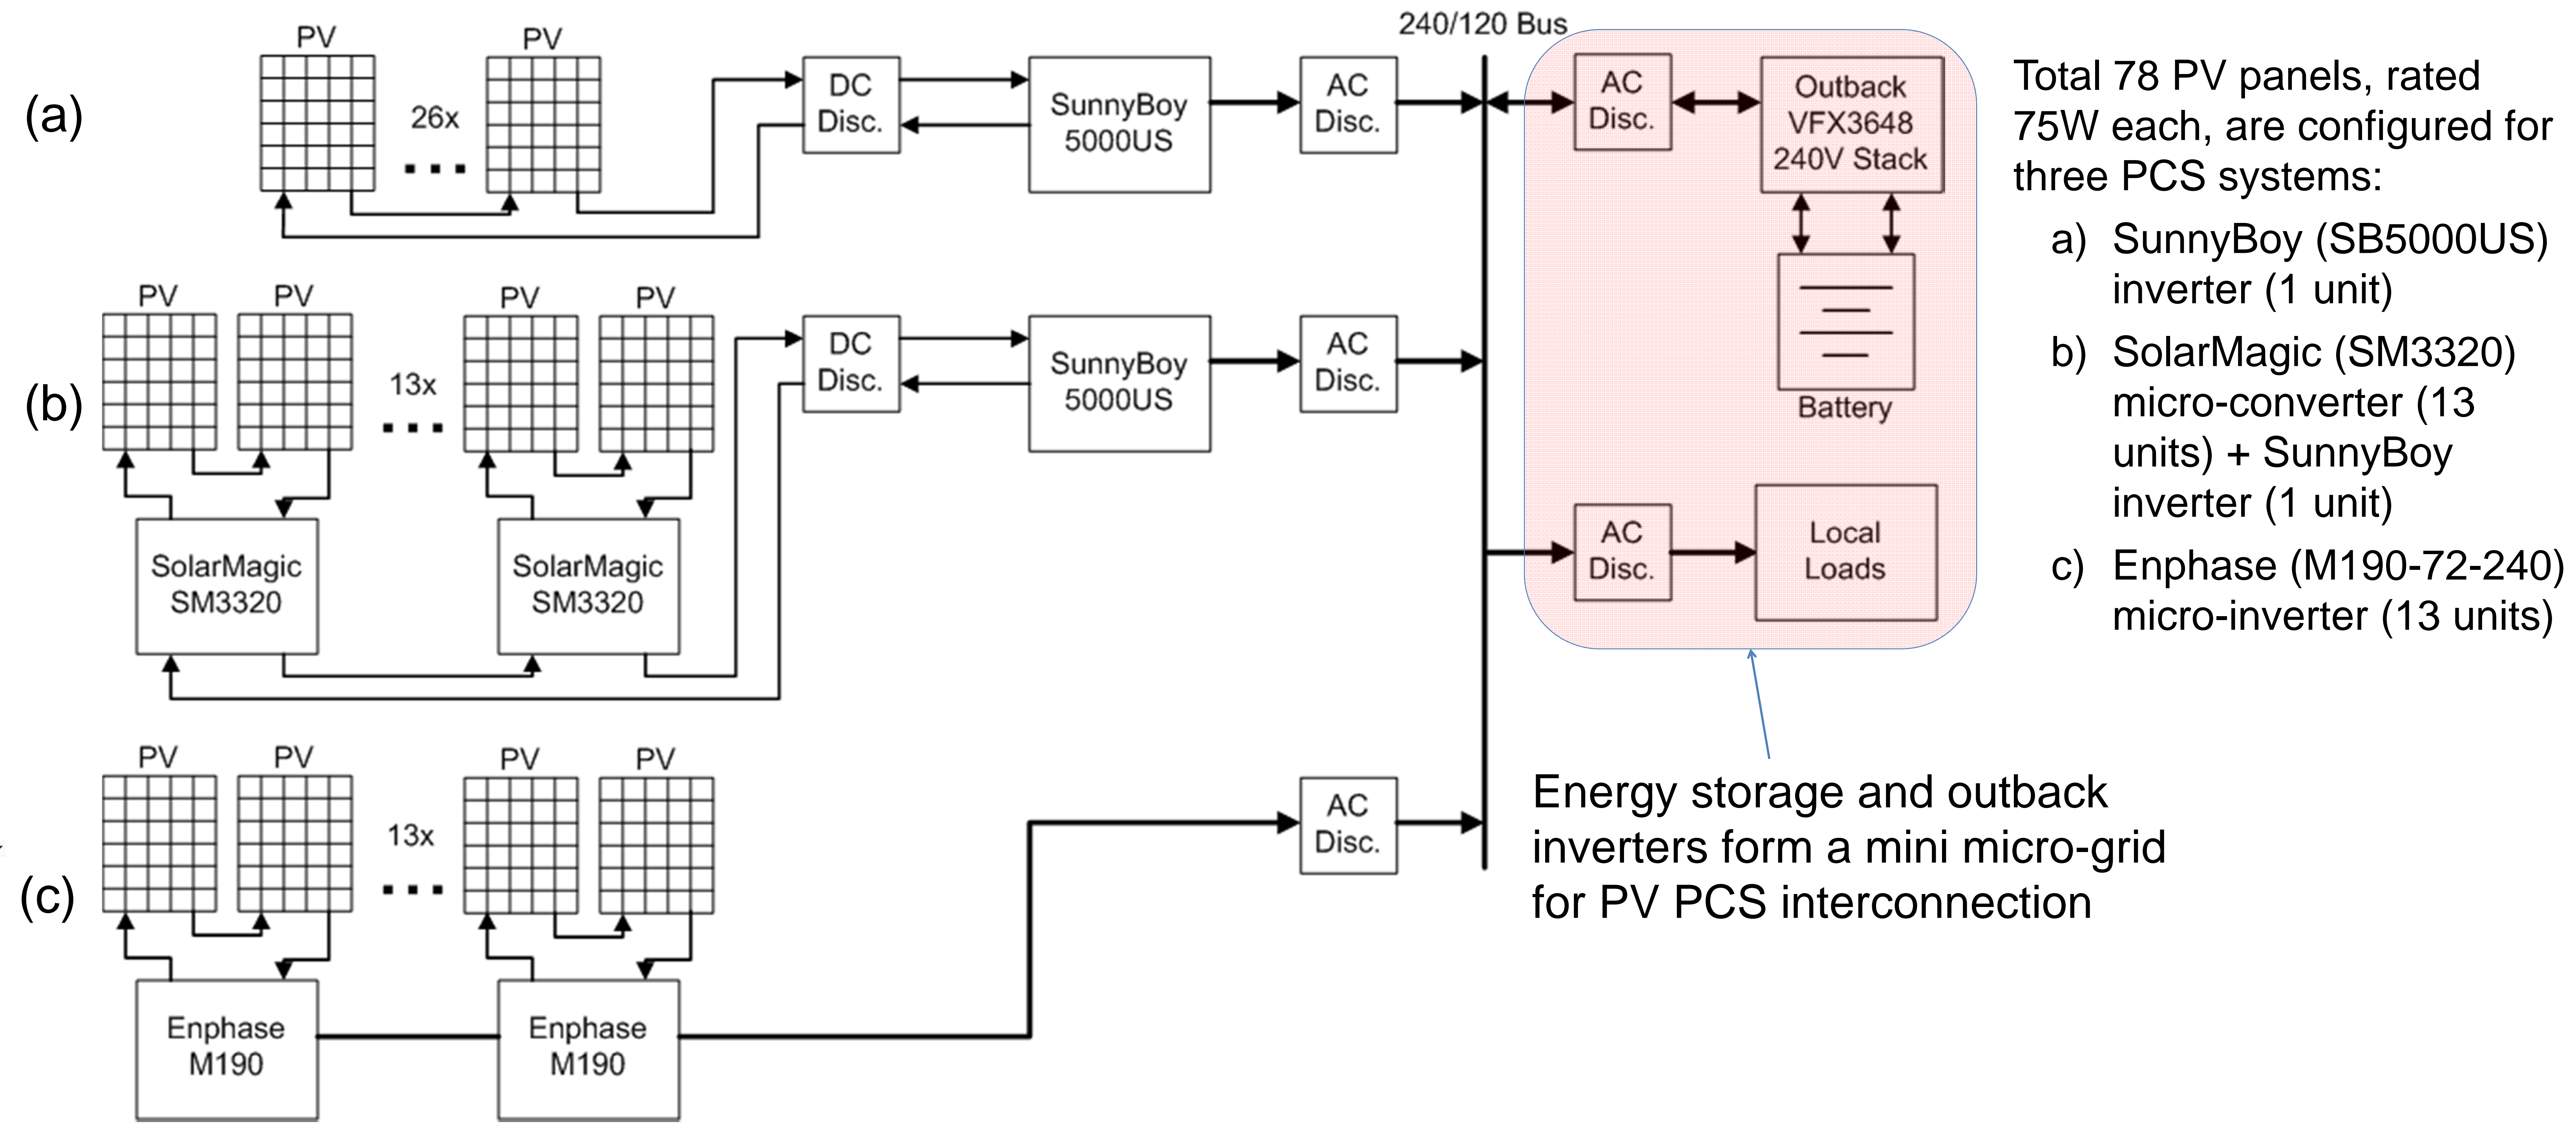 240/120 Bus
(a)
PV
PV
26x
DC
Disc.
SunnyBoy
5000US
AC
Disc.
AC
Disc.
Outback
VFX3648
240V Stack
Battery
(b)
PV
PV
13x
PV
PV
SolarMagic
SM3320
SolarMagic
SM3320
DC
Disc.
SunnyBoy
5000US
AC
Disc.
AC
Disc.
Local
Loads
(c)
PV
PV
13x
PV
PV
Enphase
M190
Enphase
M190
AC
Disc.
Total 78 PV panels, rated
75W each, are configured for
three PCS systems:
a) SunnyBoy (SB5000US)
inverter (1 unit)
b) SolarMagic (SM3320)
micro-converter (13
units) + SunnyBoy
inverter (1 unit)
c) Enphase (M190-72-240)
micro-inverter (13 units)
Energy storage and outback
inverters form a mini micro-grid
for PV PCS interconnection